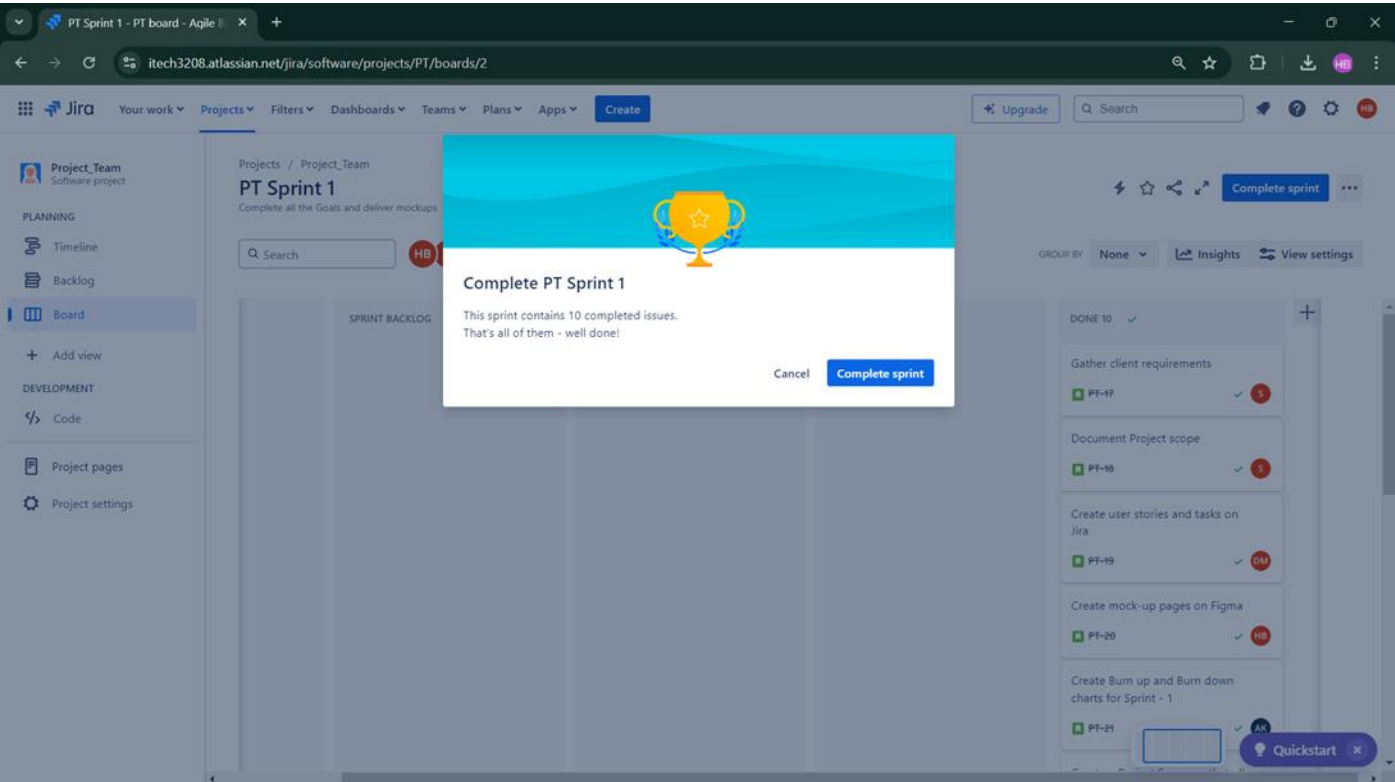 PT Sprint 1 - PT board - Agile B
itech3208.atlassian.net/jira/software/projects/PT/boards/2
HB
Jira
Your work
Projects
Filters
Dashboards
Teams
Plans
Apps
Create
Upgrade
Search
HB
Project_Team
Software project
PLANNING
Timeline
Backlog
Board
Add view
DEVELOPMENT
Code
Project pages
Project settings
Projects / Project_Team
PT Sprint 1
Complete all the Goals and deliver mockups
Complete sprint
Search
HB
GROUP BY None
Insights
View settings
SPRINT BACKLOG
Complete PT Sprint 1
This sprint contains 10 completed issues.
That's all of them - well done!
Cancel
Complete sprint
DONE 10
Gather client requirements
PT-17
S
Document Project scope
PT-18
S
Create user stories and tasks on
Jira
PT-19
DM
Create mock-up pages on Figma
PT-20
HB
Create Burn up and Burn down
charts for Sprint - 1
PT-21
AK
Quickstart